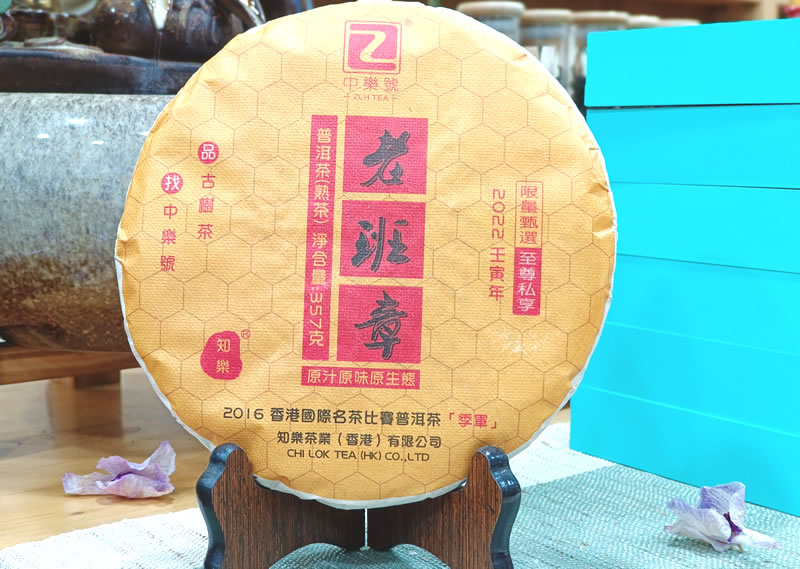 中樂號
ZLH TEA
老班章
普洱茶(熟茶) 淨含量:357克
品古樹茶
找中樂號
限量甄選 至尊私享
2022 壬寅年
知樂
原汁原味原生態
2016 香港國際名茶比賽普洱茶「季軍」
知樂茶業(香港)有限公司
CHI LOK TEA (HK) CO.,LTD